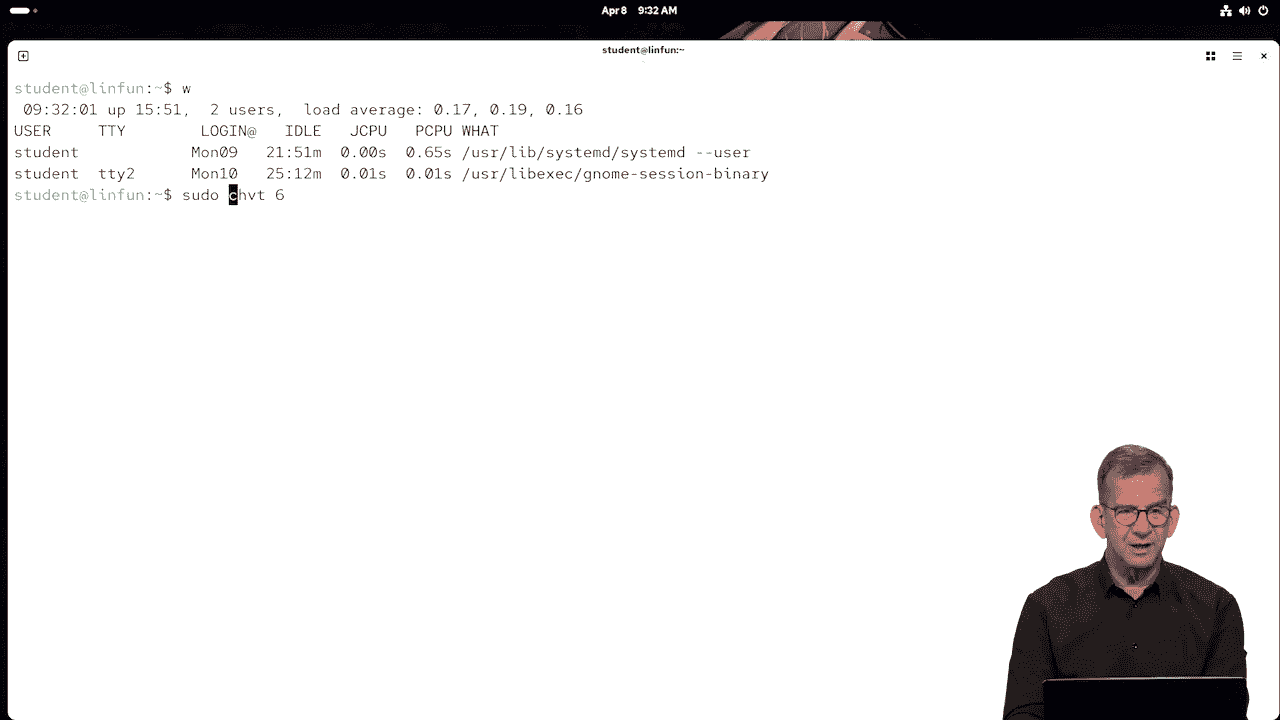 Apr 8 9:32 AM
student@linfun:~
student@linfun:~$ w
 09:32:01 up 15:51,  2 users,  load average: 0.17, 0.19, 0.16
USER     TTY        LOGIN@   IDLE   JCPU   PCPU WHAT
student            Mon09   21:51m  0.00s  0.65s /usr/lib/systemd/systemd --user
student  tty2      Mon10   25:12m  0.01s  0.01s /usr/libexec/gnome-session-binary
student@linfun:~$ sudo chvt 6